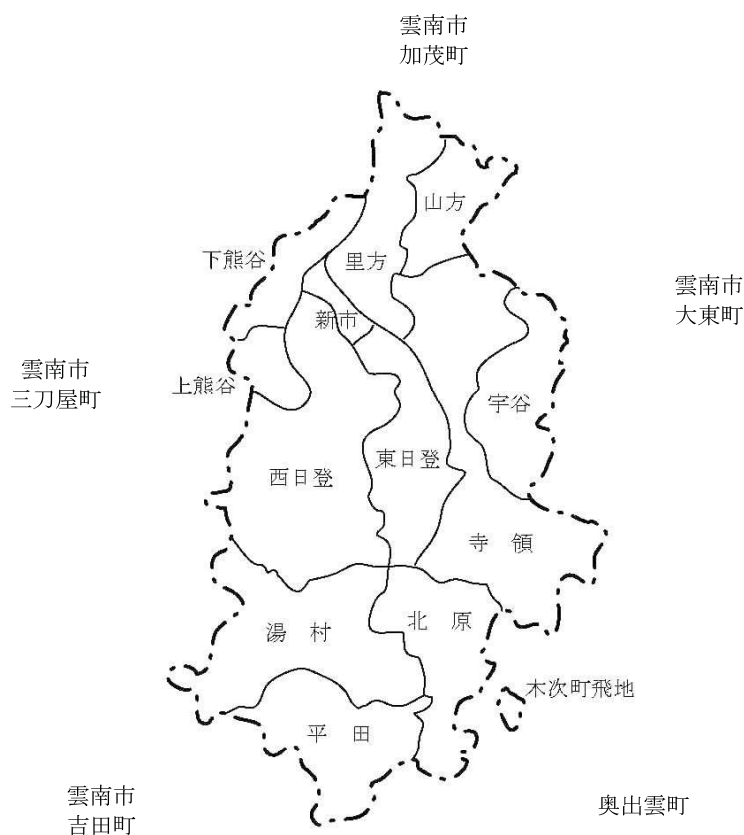 雲南市
加茂町
山方
下熊谷
里方
雲南市
大東町
新市
雲南市
三刀屋町
上熊谷
宇谷
東日登
西日登
寺 領
北 原
湯 村
木次町飛地
平 田
雲南市
吉田町
奥出雲町